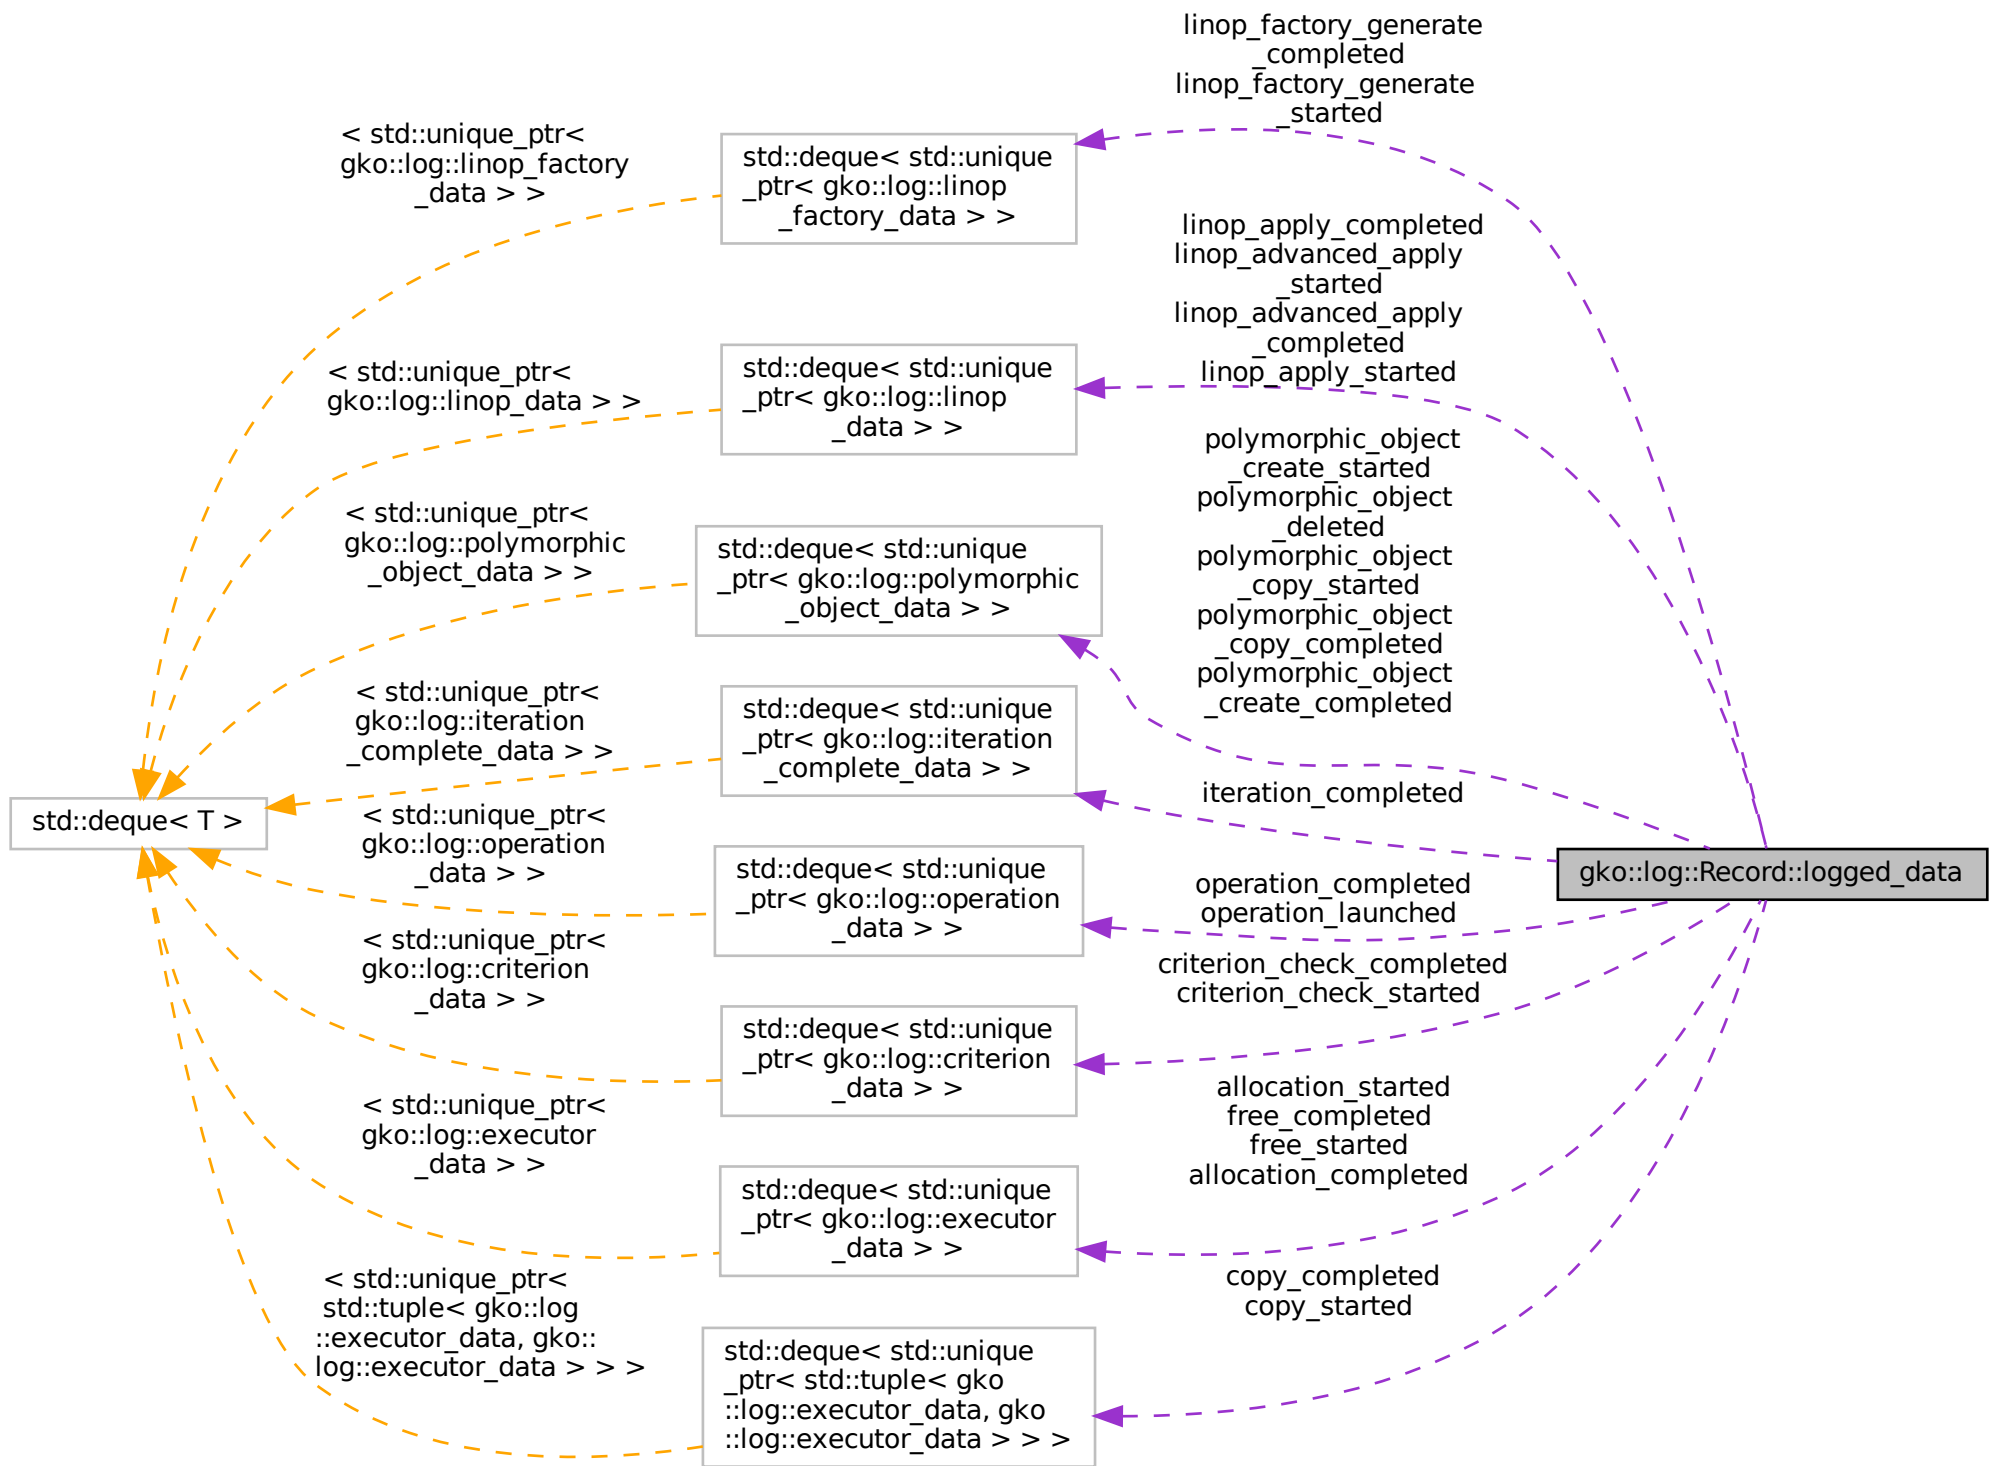 linop_factory_generate
_completed
linop_factory_generate
_started
< std::unique_ptr<
gko::log::linop_factory
_data > >
std::deque< std::unique
_ptr< gko::log::linop
_factory_data > >
linop_apply_completed
linop_advanced_apply
_started
linop_advanced_apply
_completed
linop_apply_started
< std::unique_ptr<
gko::log::linop_data > >
std::deque< std::unique
_ptr< gko::log::linop
_data > >
polymorphic_object
_create_started
polymorphic_object
_deleted
polymorphic_object
_copy_started
polymorphic_object
_copy_completed
polymorphic_object
_create_completed
< std::unique_ptr<
gko::log::polymorphic
_object_data > >
std::deque< std::unique
_ptr< gko::log::polymorphic
_object_data > >
< std::unique_ptr<
gko::log::iteration
_complete_data > >
std::deque< std::unique
_ptr< gko::log::iteration
_complete_data > >
iteration_completed
std::deque< T >
< std::unique_ptr<
gko::log::operation
_data > >
std::deque< std::unique
_ptr< gko::log::operation
_data > >
operation_completed
operation_launched
gko::log::Record::logged_data
< std::unique_ptr<
gko::log::criterion
_data > >
std::deque< std::unique
_ptr< gko::log::criterion
_data > >
criterion_check_completed
criterion_check_started
< std::unique_ptr<
gko::log::executor
_data > >
std::deque< std::unique
_ptr< gko::log::executor
_data > >
allocation_started
free_completed
free_started
allocation_completed
< std::unique_ptr<
std::tuple< gko::log
::executor_data, gko::
log::executor_data > > >
std::deque< std::unique
_ptr< std::tuple< gko
::log::executor_data, gko
::log::executor_data > > >
copy_completed
copy_started